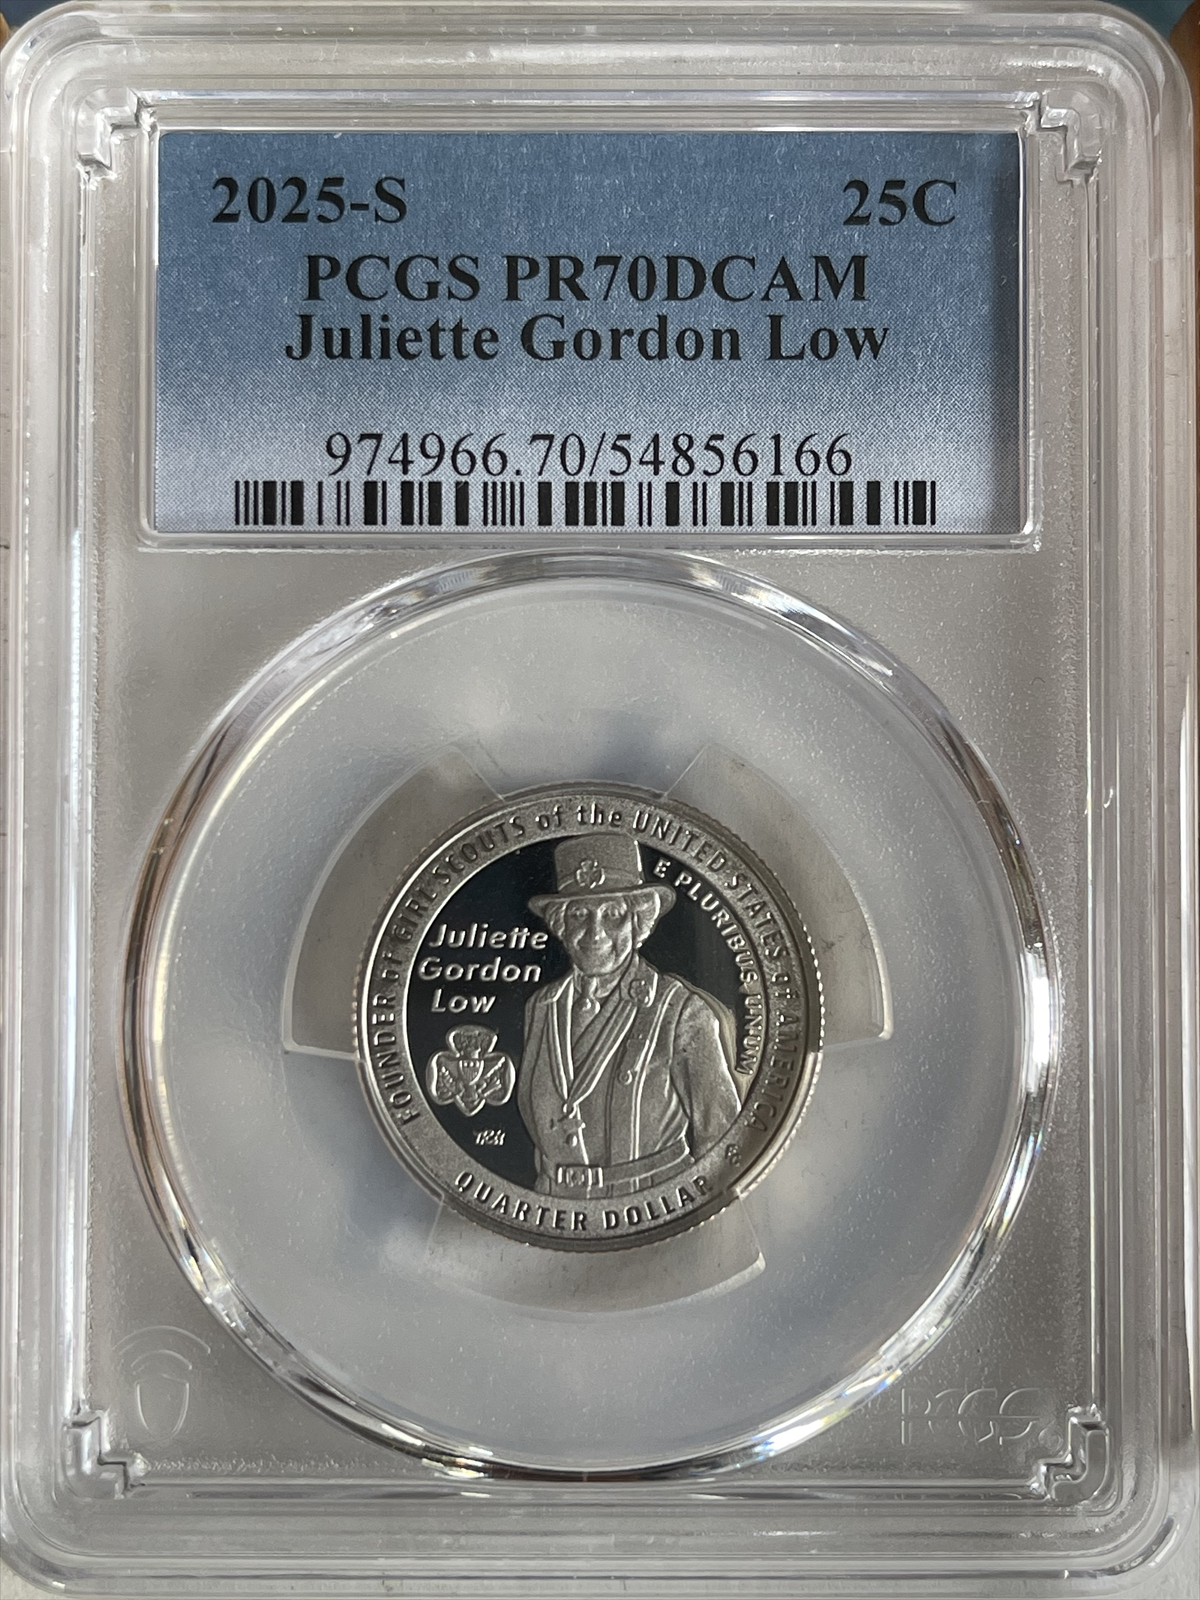 2025-S 25C
PCGS PR70DCAM
Juliette Gordon Low
974966.70/54856166
FOUNDER of GIRL SCOUTS of the UNITED STATES of AMERICA
E PLURIBUS UNUM
Juliette
Gordon
Low
QUARTER DOLLAR
PCGS